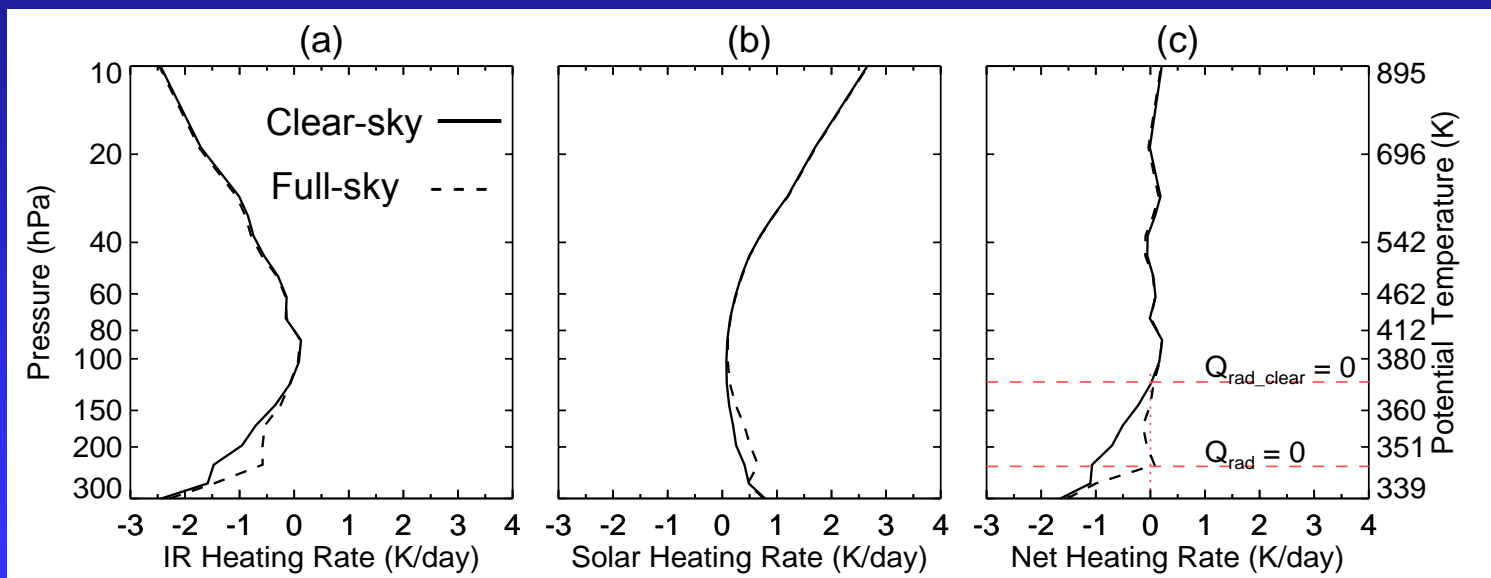 (a) (b) (c)
Clear-sky
Full-sky
Pressure (hPa)
10
20
40
60
80
100
150
200
300
-3 -2 -1 0 1 2 3 4
IR Heating Rate (K/day)
-3 -2 -1 0 1 2 3 4
Solar Heating Rate (K/day)
Qrad_clear = 0
Qrad = 0
-3 -2 -1 0 1 2 3 4
Net Heating Rate (K/day)
895
696
542
462
412
380
360
351
339
Potential Temperature (K)